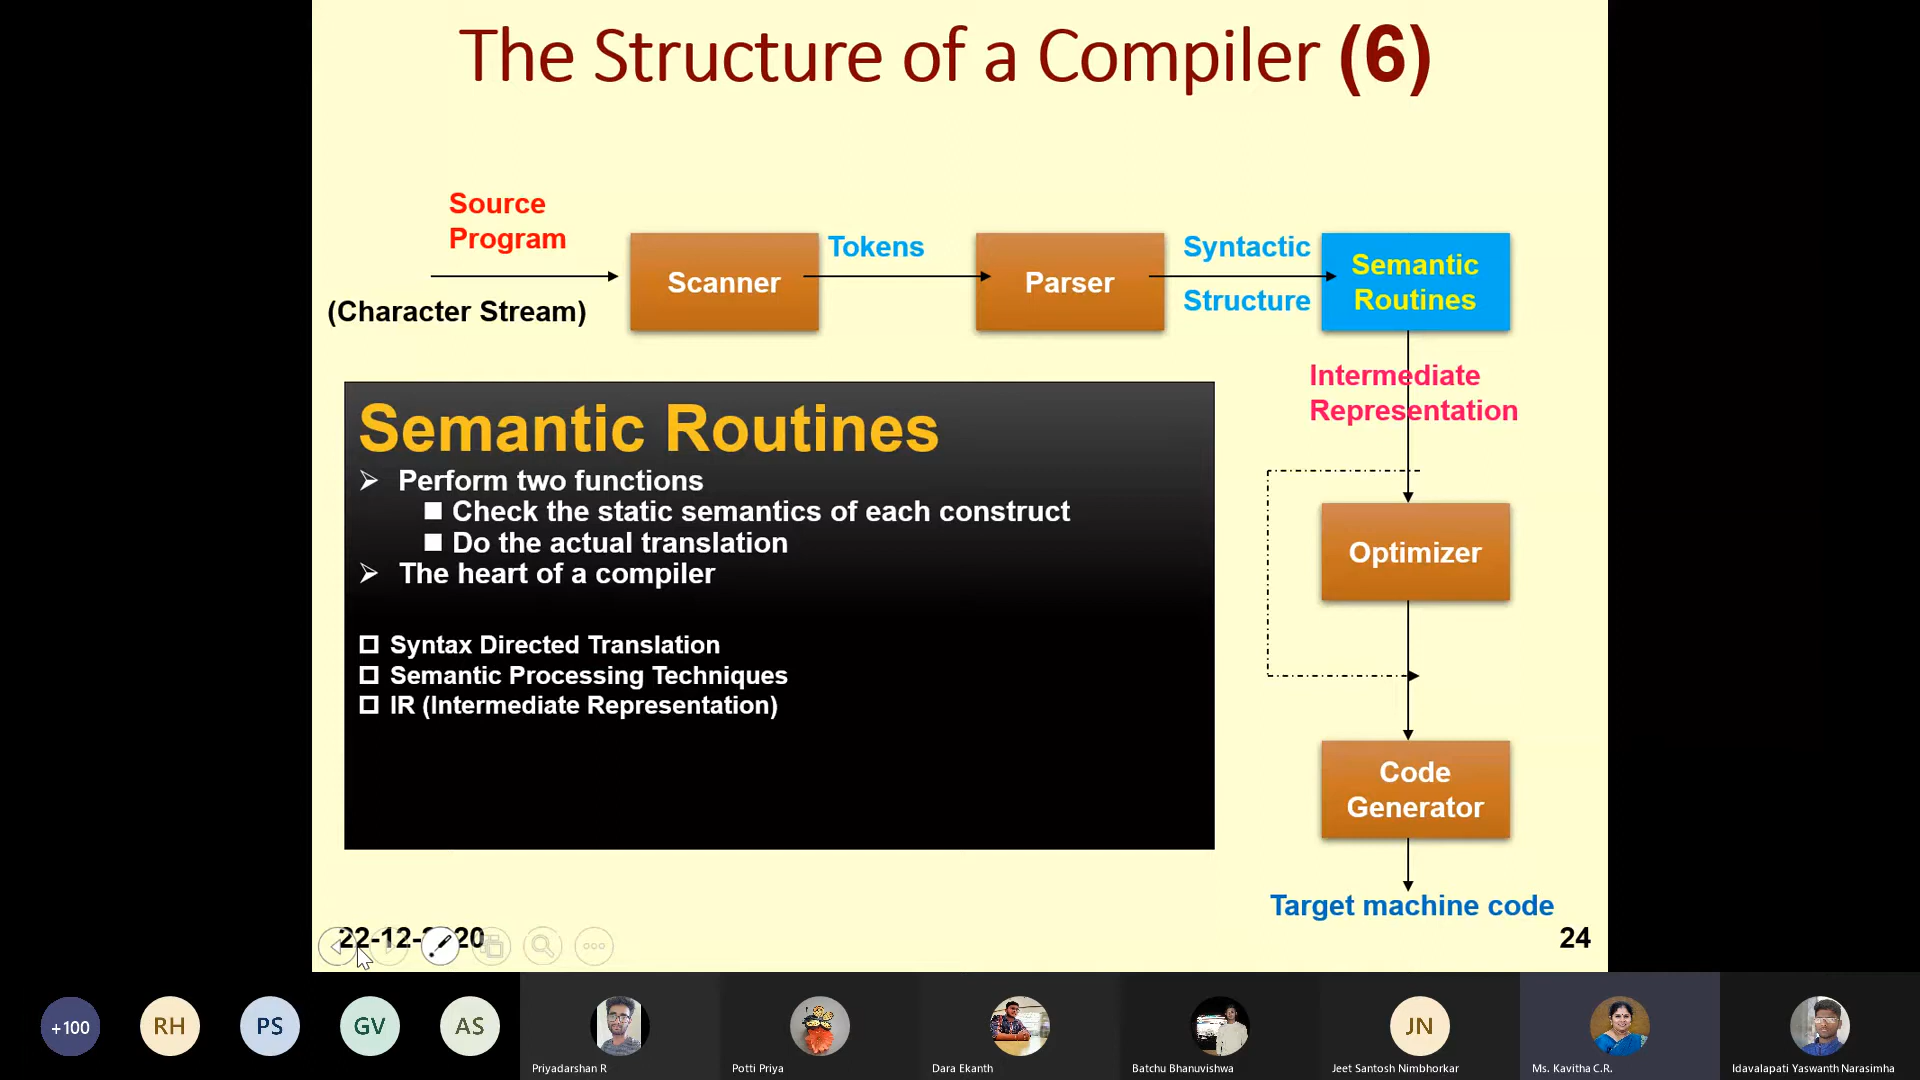 The Structure of a Compiler (6)
Source
Program
(Character Stream)
Scanner
Tokens
Parser
Syntactic
Structure
Semantic
Routines
Intermediate
Representation
Semantic Routines
Perform two functions
Check the static semantics of each construct
Do the actual translation
The heart of a compiler
Syntax Directed Translation
Semantic Processing Techniques
IR (Intermediate Representation)
Optimizer
Code
Generator
Target machine code
24
+100
RH
PS
GV
AS
JN
Priyadarshan R
Potti Priya
Dara Ekanth
Batchu Bhanuvishwa
Jeet Santosh Nimbhorkar
Ms. Kavitha C.R.
Idavalapati Yaswanth Narasimha